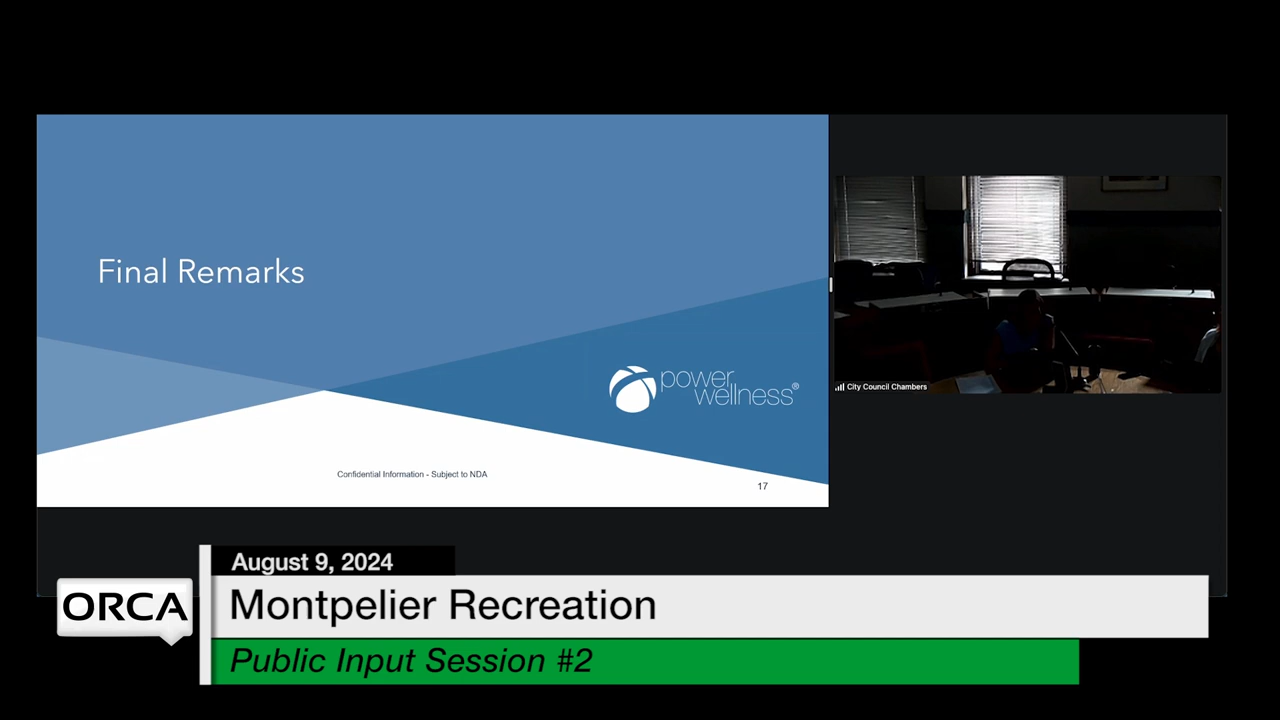 Final Remarks
power
wellness®
Confidential Information - Subject to NDA
17
City Council Chambers
August 9, 2024
ORCA
Montpelier Recreation
Public Input Session #2